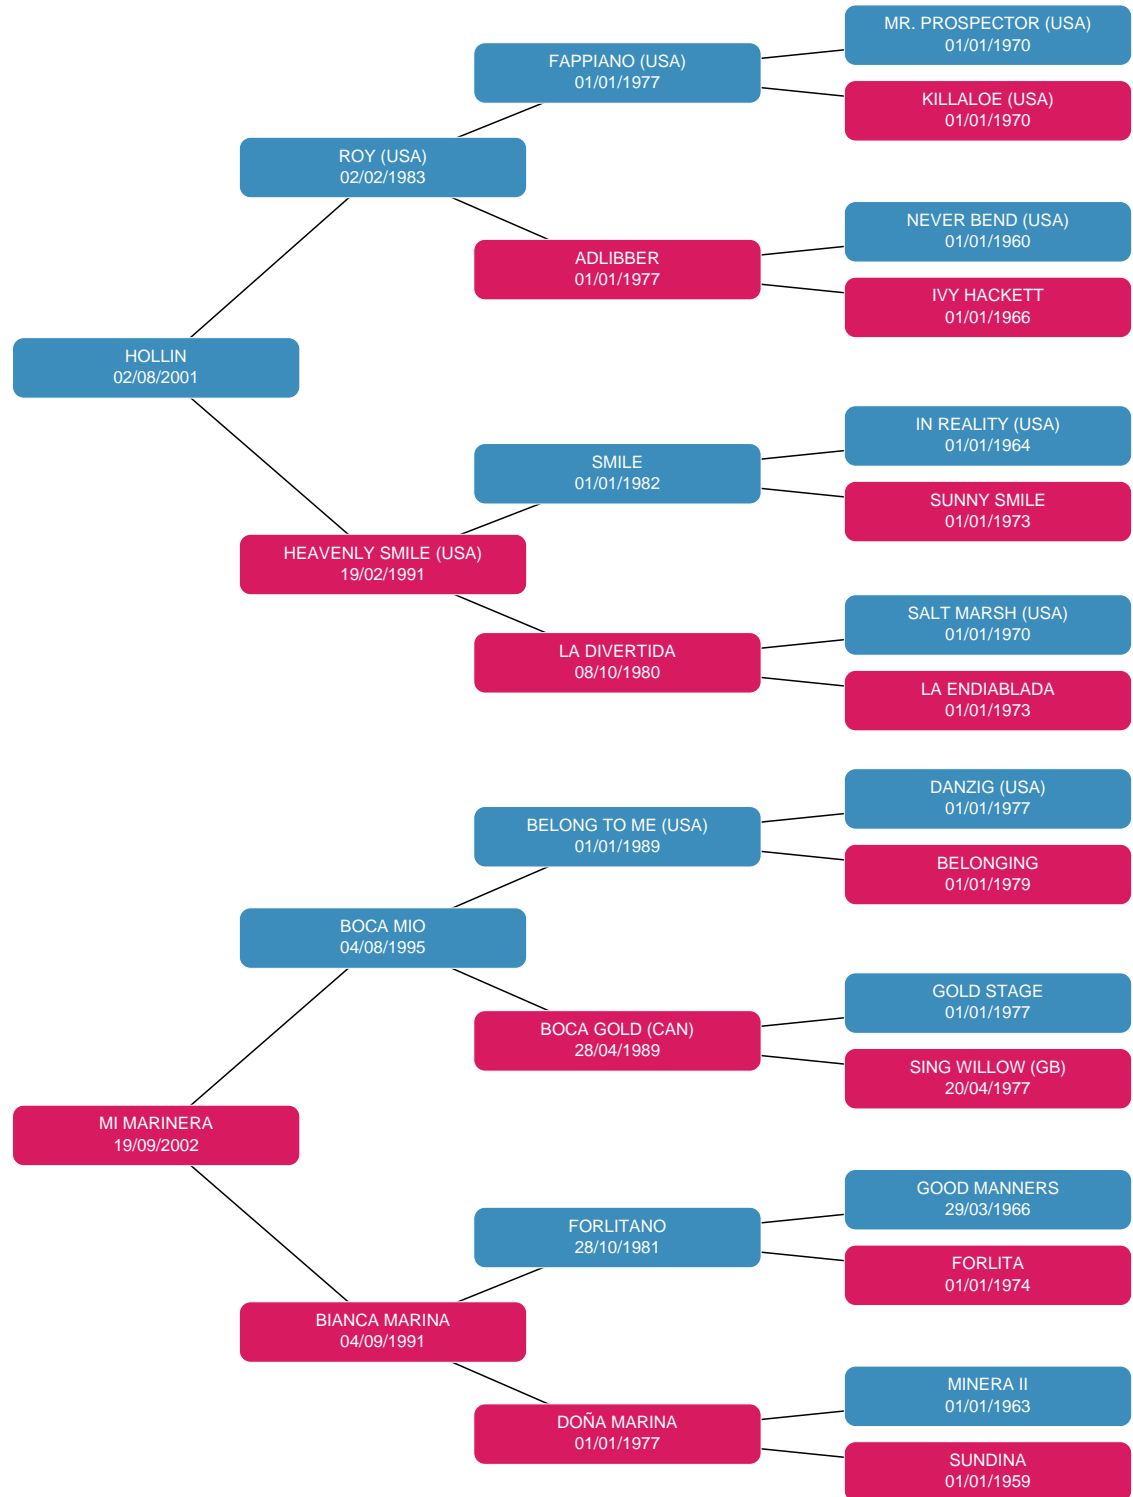 MR. PROSPECTOR (USA)
01/01/1970
FAPPIANO (USA)
01/01/1977
KILLALOE (USA)
01/01/1970
ROY (USA)
02/02/1983
NEVER BEND (USA)
01/01/1960
ADLIBBER
01/01/1977
IVY HACKETT
01/01/1966
HOLLIN
02/08/2001
IN REALITY (USA)
01/01/1964
SMILE
01/01/1982
SUNNY SMILE
01/01/1973
HEAVENLY SMILE (USA)
19/02/1991
SALT MARSH (USA)
01/01/1970
LA DIVERTIDA
08/10/1980
LA ENDIABLADA
01/01/1973
DANZIG (USA)
01/01/1977
BELONG TO ME (USA)
01/01/1989
BELONGING
01/01/1979
BOCA MIO
04/08/1995
GOLD STAGE
01/01/1977
BOCA GOLD (CAN)
28/04/1989
SING WILLOW (GB)
20/04/1977
MI MARINERA
19/09/2002
GOOD MANNERS
29/03/1966
FORLITANO
28/10/1981
FORLITA
01/01/1974
BIANCA MARINA
04/09/1991
MINERA II
01/01/1963
DOÑA MARINA
01/01/1977
SUNDINA
01/01/1959